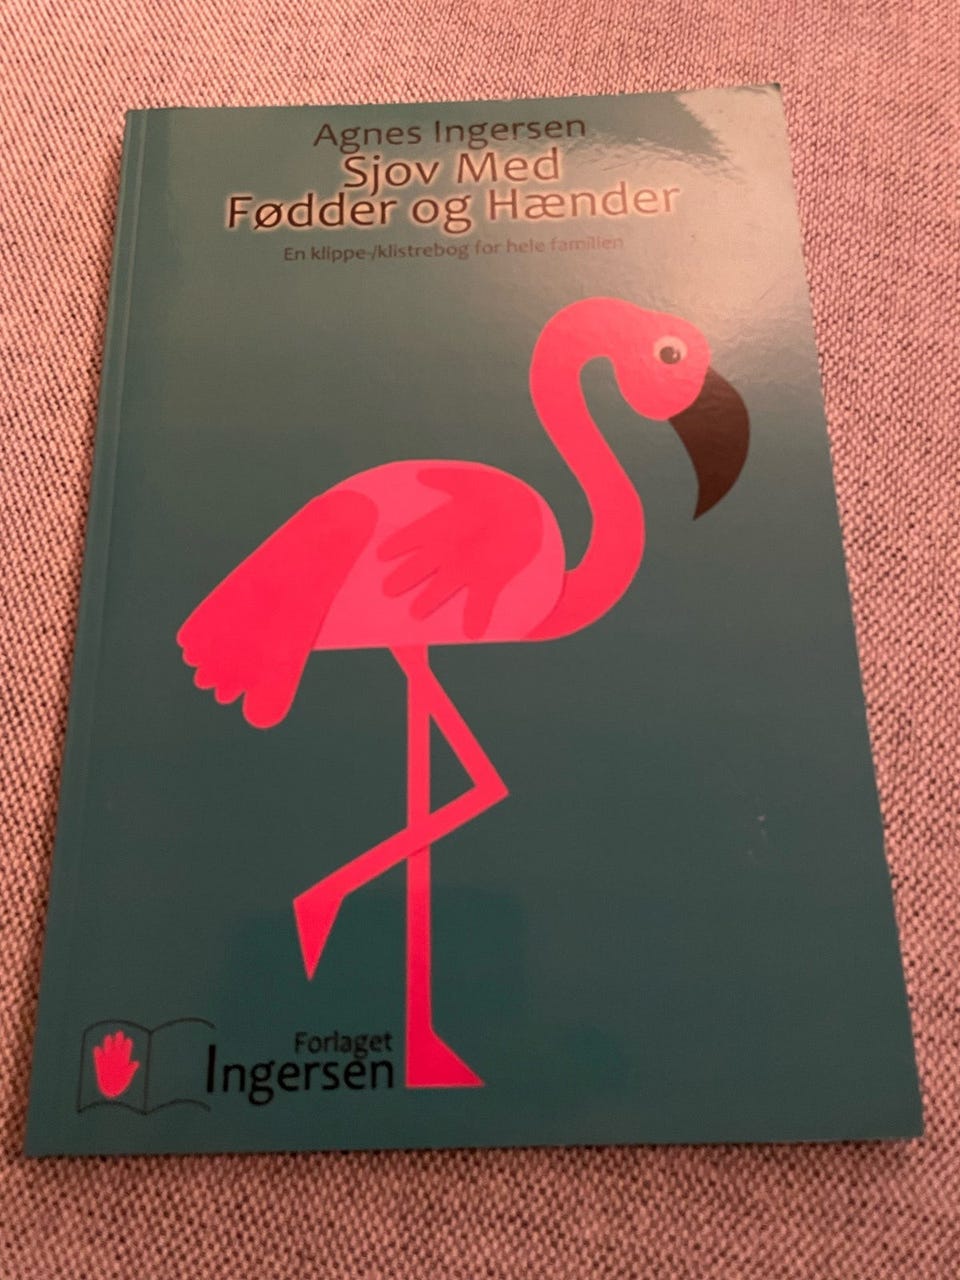 Agnes Ingersen
Sjov Med
Fødder og Hænder
En klippe-/klistrebog for hele familien
Forlaget
Ingersen